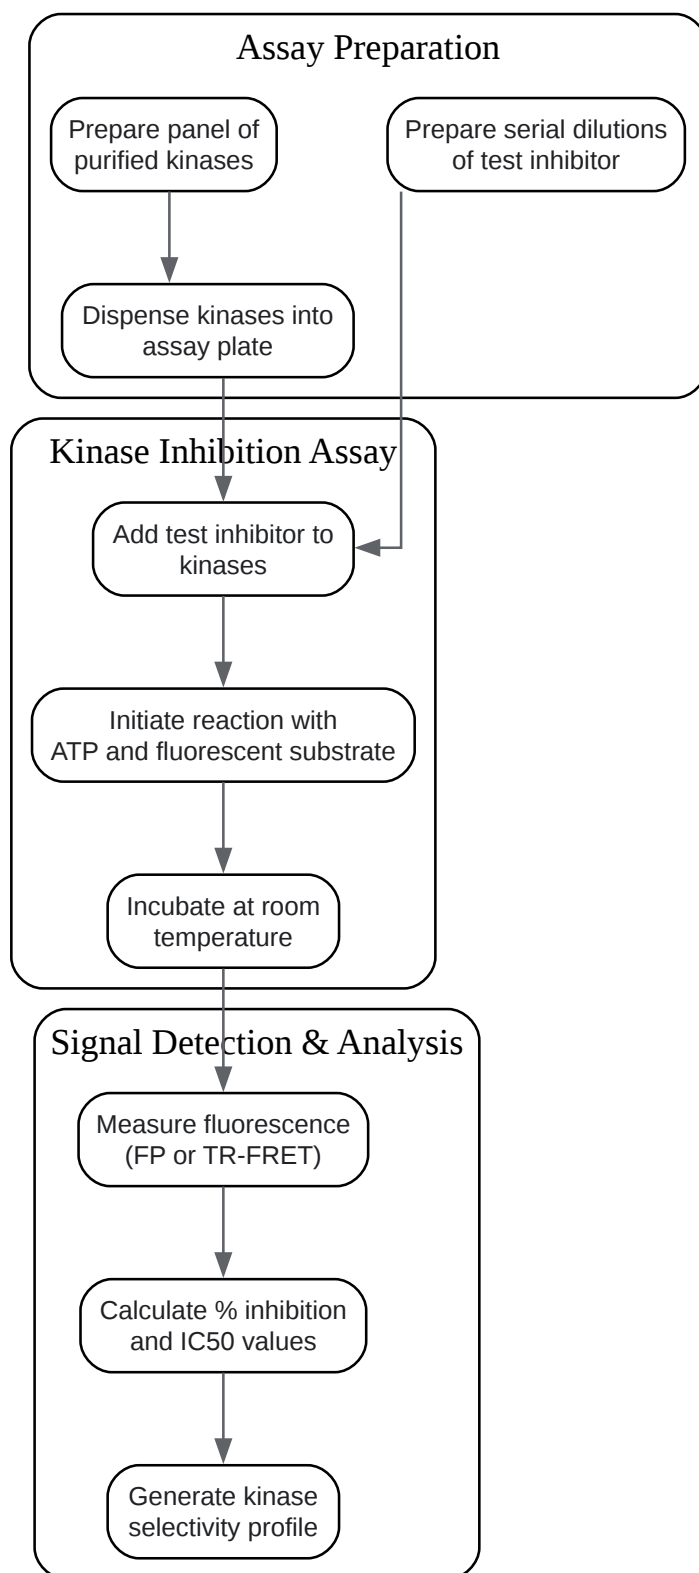 Assay Preparation
Prepare panel of
purified kinases
Prepare serial dilutions
of test inhibitor
Dispense kinases into
assay plate
Kinase Inhibition Assay
Add test inhibitor to
kinases
Initiate reaction with
ATP and fluorescent substrate
Incubate at room
temperature
Signal Detection & Analysis
Measure fluorescence
(FP or TR-FRET)
Calculate % inhibition
and IC50 values
Generate kinase
selectivity profile